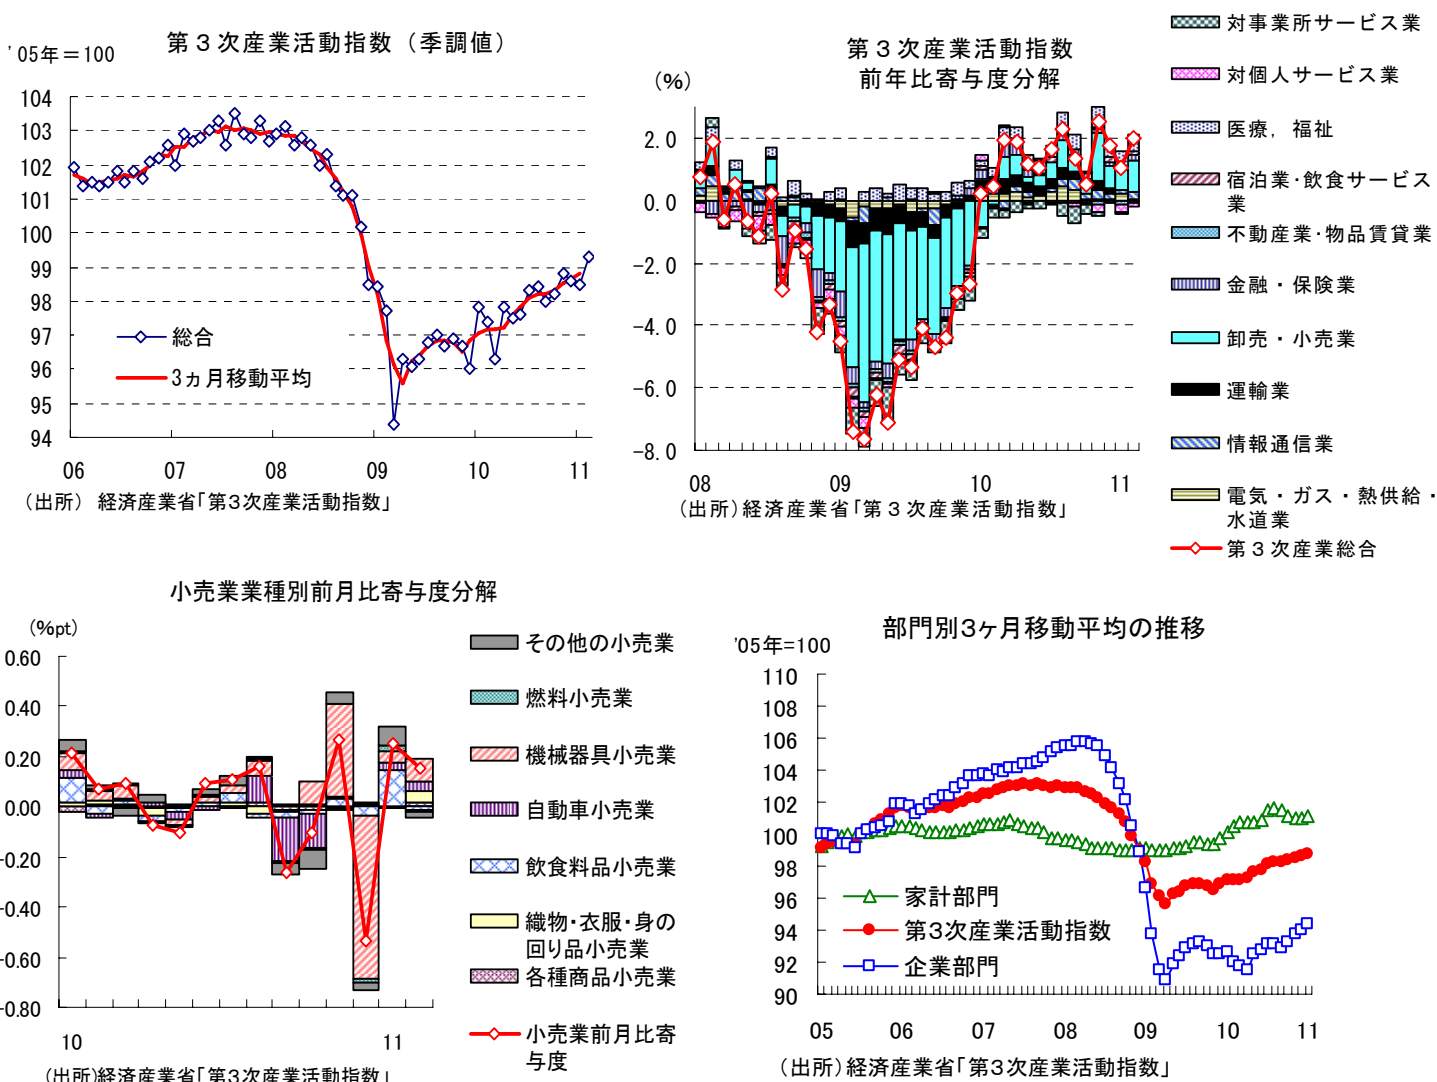 第３次産業活動指数（季調値）
'05年＝100
104
103
102
101
100
99
98
97
96
95
94
総合
3ヵ月移動平均
06 07 08 09 10 11
（出所） 経済産業省「第3次産業活動指数」
第３次産業活動指数
前年比寄与度分解
(%)
2.0
0.0
-2.0
-4.0
-6.0
-8.0
08 09 10 11
(出所)経済産業省「第３次産業活動指数」
対事業所サービス業
対個人サービス業
医療，福祉
宿泊業・飲食サービス
業
不動産業・物品賃貸業
金融・保険業
卸売・小売業
運輸業
情報通信業
電気・ガス・熱供給・
水道業
第３次産業総合
小売業業種別前月比寄与度分解
(%pt)
0.60
0.40
0.20
0.00
-0.20
-0.40
-0.60
-0.80
10 11
(出所)経済産業省「第3次産業活動指数」
その他の小売業
燃料小売業
機械器具小売業
自動車小売業
飲食料品小売業
織物・衣服・身の
回り品小売業
各種商品小売業
小売業前月比寄
与度
部門別3ヶ月移動平均の推移
'05年=100
110
108
106
104
102
100
98
96
94
92
90
家計部門
第3次産業活動指数
企業部門
05 06 07 08 09 10 11
(出所)経済産業省「第3次産業活動指数」